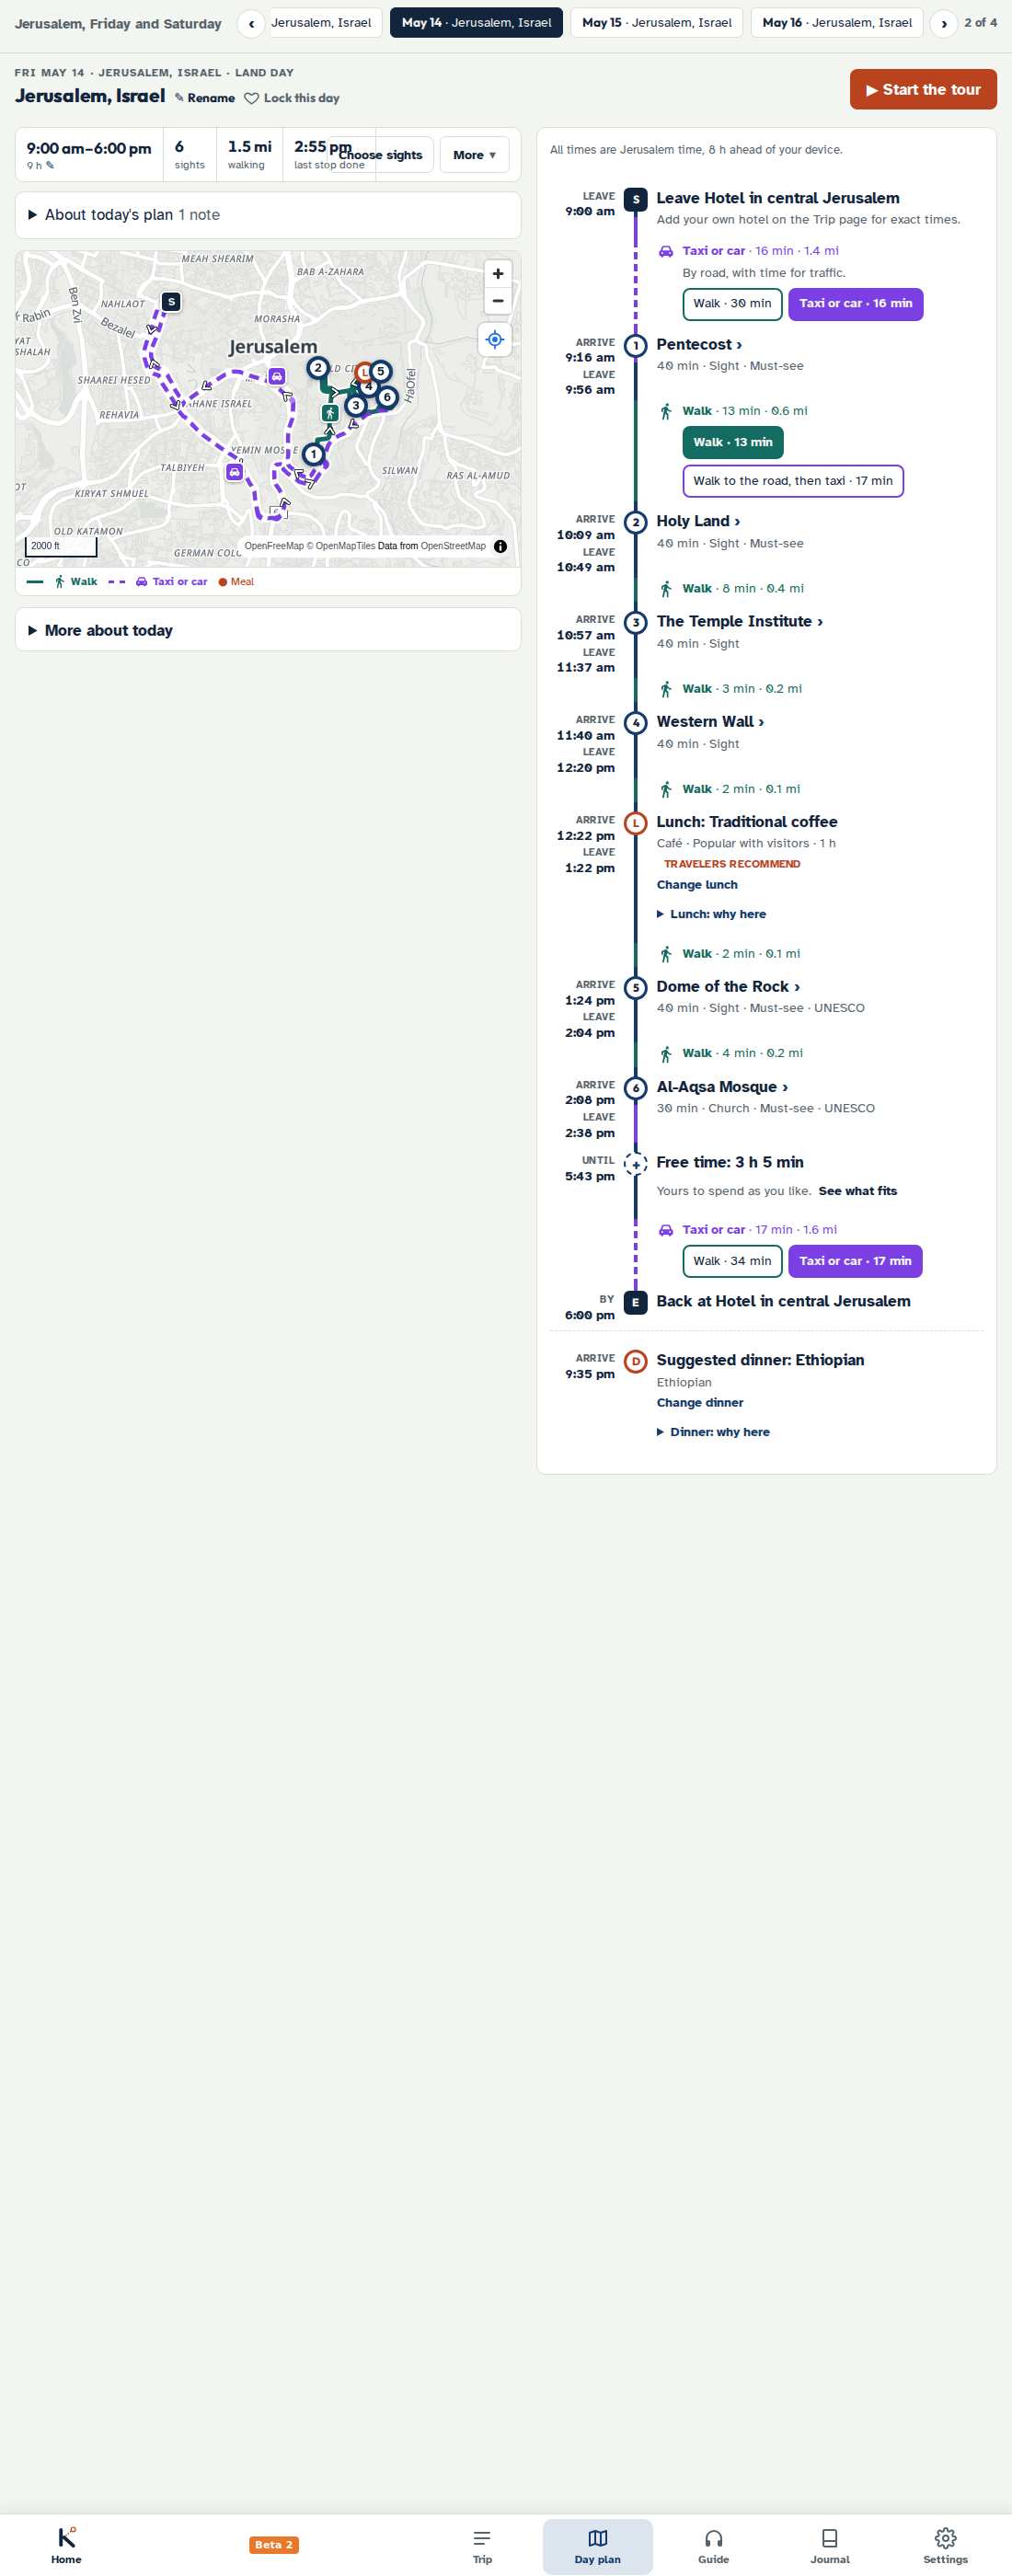 Jerusalem, Friday and Saturday
‹
Jerusalem, Israel
May 14 · Jerusalem, Israel
May 15 · Jerusalem, Israel
May 16 · Jerusalem, Israel
›
2 of 4
FRI MAY 14 · JERUSALEM, ISRAEL · LAND DAY
Jerusalem, Israel ✎ Rename Lock this day
▶ Start the tour
9:00 am–6:00 pm
9 h ✎
6
sights
1.5 mi
walking
2:55 pm
last stop done
Choose sights
More ▾
▶ About today's plan 1 note
MEAH SHEARIM
BAB A-ZAHARA
Ben Zvi
NAHLAOT
Rabin
Bezalel
MORASHA
Jerusalem
SHAAREI HESED
REHAVIA
HaOfel
TALBIYEH
SILWAN
RAS AL-AMUD
KIRYAT SHMUEL
OLD KATAMON
2000 ft
OpenFreeMap © OpenMapTiles Data from OpenStreetMap
S
1
2
3
4
5
6
L
Walk
Taxi or car
Meal
▶ More about today
All times are Jerusalem time, 8 h ahead of your device.
LEAVE
9:00 am
S
Leave Hotel in central Jerusalem
Add your own hotel on the Trip page for exact times.
Taxi or car · 16 min · 1.4 mi
By road, with time for traffic.
Walk · 30 min
Taxi or car · 16 min
ARRIVE
9:16 am
LEAVE
9:56 am
1
Pentecost ›
40 min · Sight · Must-see
Walk · 13 min · 0.6 mi
Walk · 13 min
Walk to the road, then taxi · 17 min
ARRIVE
10:09 am
LEAVE
10:49 am
2
Holy Land ›
40 min · Sight · Must-see
Walk · 8 min · 0.4 mi
ARRIVE
10:57 am
LEAVE
11:37 am
3
The Temple Institute ›
40 min · Sight
Walk · 3 min · 0.2 mi
ARRIVE
11:40 am
LEAVE
12:20 pm
4
Western Wall ›
40 min · Sight
Walk · 2 min · 0.1 mi
ARRIVE
12:22 pm
LEAVE
1:22 pm
L
Lunch: Traditional coffee
Café · Popular with visitors · 1 h
TRAVELERS RECOMMEND
Change lunch
▶ Lunch: why here
Walk · 2 min · 0.1 mi
ARRIVE
1:24 pm
LEAVE
2:04 pm
5
Dome of the Rock ›
40 min · Sight · Must-see · UNESCO
Walk · 4 min · 0.2 mi
ARRIVE
2:08 pm
LEAVE
2:38 pm
6
Al-Aqsa Mosque ›
30 min · Church · Must-see · UNESCO
UNTIL
5:43 pm
+
Free time: 3 h 5 min
Yours to spend as you like. See what fits
Taxi or car · 17 min · 1.6 mi
Walk · 34 min
Taxi or car · 17 min
BY
6:00 pm
E
Back at Hotel in central Jerusalem
ARRIVE
9:35 pm
D
Suggested dinner: Ethiopian
Ethiopian
Change dinner
▶ Dinner: why here
Home
Beta 2
Trip
Day plan
Guide
Journal
Settings